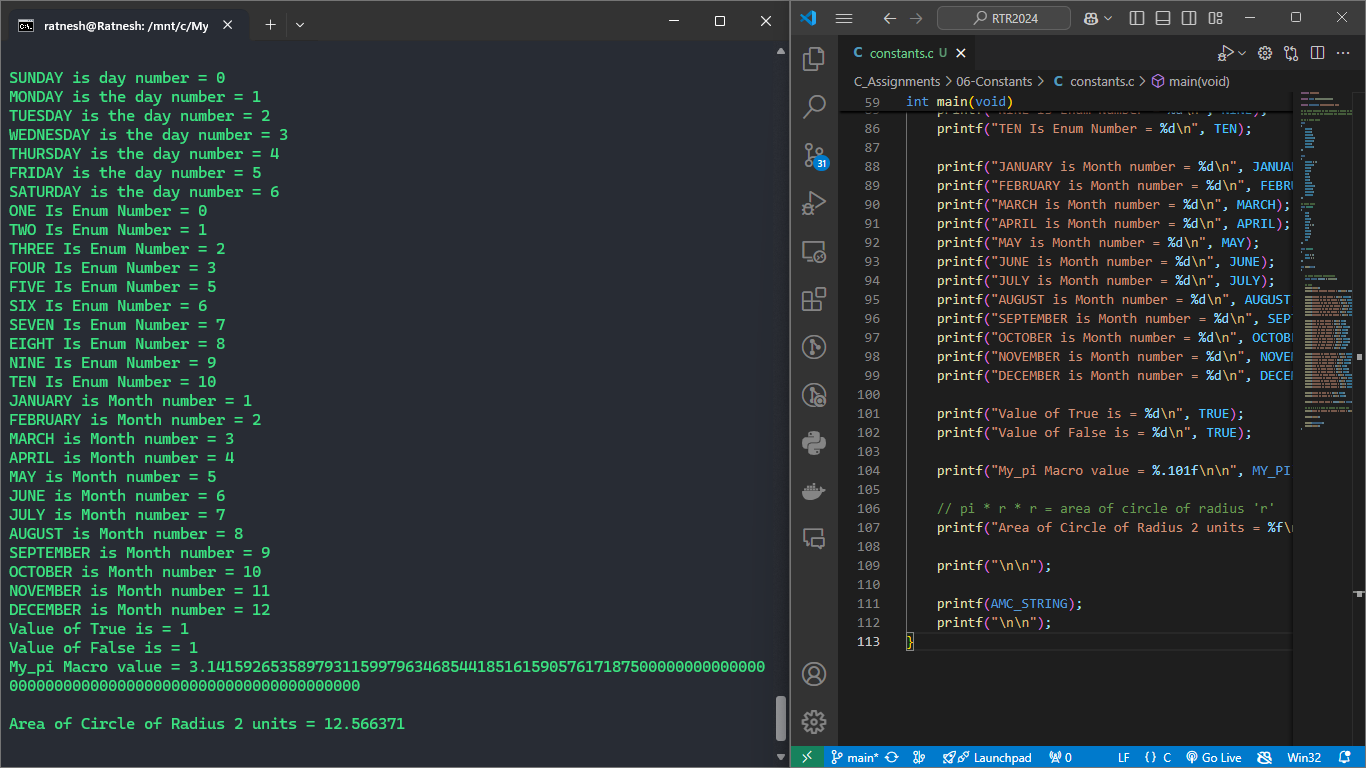 ratnesh@Ratnesh: /mnt/c/My
SUNDAY is day number = 0
MONDAY is the day number = 1
TUESDAY is the day number = 2
WEDNESDAY is the day number = 3
THURSDAY is the day number = 4
FRIDAY is the day number = 5
SATURDAY is the day number = 6
ONE Is Enum Number = 0
TWO Is Enum Number = 1
THREE Is Enum Number = 2
FOUR Is Enum Number = 3
FIVE Is Enum Number = 5
SIX Is Enum Number = 6
SEVEN Is Enum Number = 7
EIGHT Is Enum Number = 8
NINE Is Enum Number = 9
TEN Is Enum Number = 10
JANUARY is Month number = 1
FEBRUARY is Month number = 2
MARCH is Month number = 3
APRIL is Month number = 4
MAY is Month number = 5
JUNE is Month number = 6
JULY is Month number = 7
AUGUST is Month number = 8
SEPTEMBER is Month number = 9
OCTOBER is Month number = 10
NOVEMBER is Month number = 11
DECEMBER is Month number = 12
Value of True is = 1
Value of False is = 1
My_pi Macro value = 3.1415926535897931159979634685441851615905761718750000000000000
000000000000000000000000000000000000000
Area of Circle of Radius 2 units = 12.566371
RTR2024
C constants.c U
C_Assignments > 06-Constants > C constants.c > main(void)
59 int main(void)
86 printf("TEN Is Enum Number = %d\n", TEN);
87
88 printf("JANUARY is Month number = %d\n", JANUAR
89 printf("FEBRUARY is Month number = %d\n", FEBRU
90 printf("MARCH is Month number = %d\n", MARCH);
91 printf("APRIL is Month number = %d\n", APRIL);
92 printf("MAY is Month number = %d\n", MAY);
93 printf("JUNE is Month number = %d\n", JUNE);
94 printf("JULY is Month number = %d\n", JULY);
95 printf("AUGUST is Month number = %d\n", AUGUST
96 printf("SEPTEMBER is Month number = %d\n", SEPT
97 printf("OCTOBER is Month number = %d\n", OCTOBE
98 printf("NOVEMBER is Month number = %d\n", NOVEM
99 printf("DECEMBER is Month number = %d\n", DECEM
100
101 printf("Value of True is = %d\n", TRUE);
102 printf("Value of False is = %d\n", TRUE);
103
104 printf("My_pi Macro value = %.101f\n\n", MY_PI
105
106 // pi * r * r = area of circle of radius 'r'
107 printf("Area of Circle of Radius 2 units = %f\n
108
109 printf("\n\n");
110
111 printf(AMC_STRING);
112 printf("\n\n");
113 }
31
main* Launchpad 0 LF {} C Go Live Win32